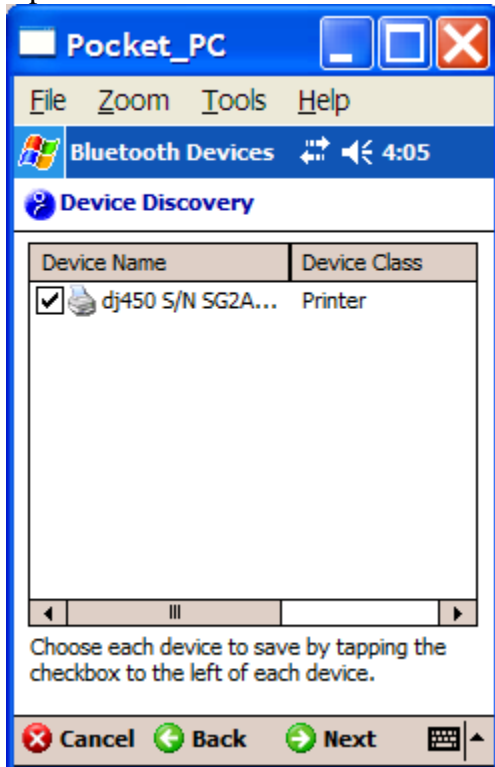 Pocket_PC
File Zoom Tools Help
Bluetooth Devices 4:05
Device Discovery
Device Name Device Class
dj450 S/N SG2A... Printer
Choose each device to save by tapping the
checkbox to the left of each device.
Cancel Back Next